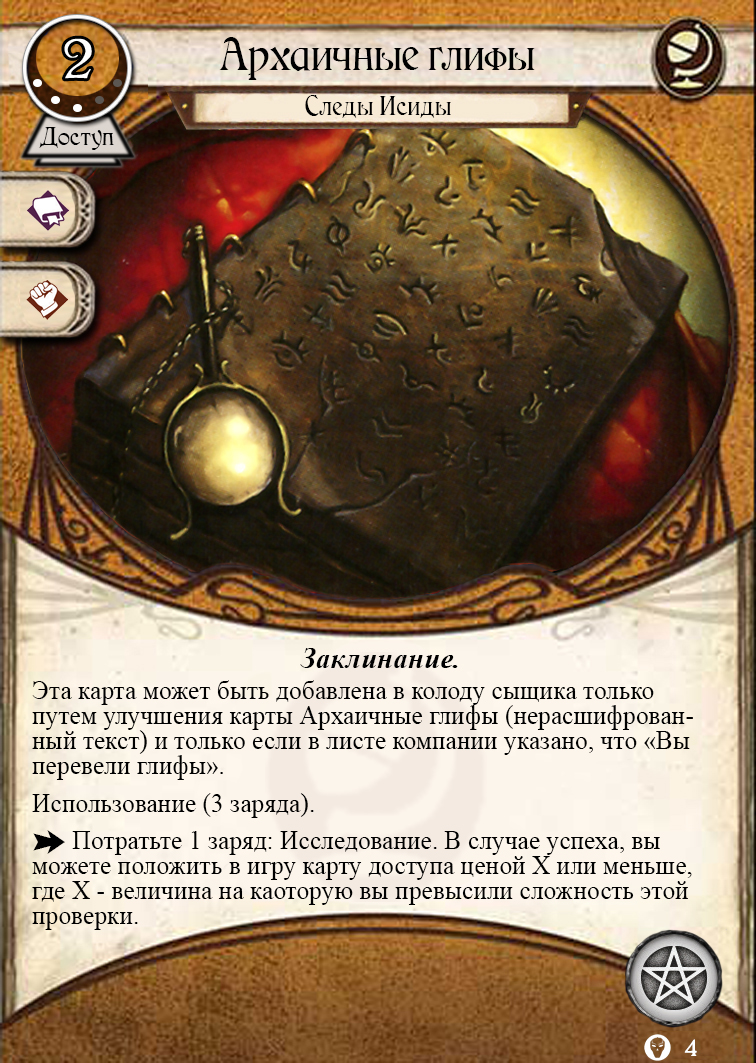 2
Архаичные глифы
Следы Исиды
Доступ
Заклинание.
Эта карта может быть добавлена в колоду сыщика только
путем улучшения карты Архаичные глифы (нерасшифрован-
ный текст) и только если в листе компании указано, что «Вы
перевели глифы».
Использование (3 заряда).
Потратьте 1 заряд: Исследование. В случае успеха, вы
можете положить в игру карту доступа ценой X или меньше,
где X - величина на каоторую вы превысили сложность этой
проверки.
4